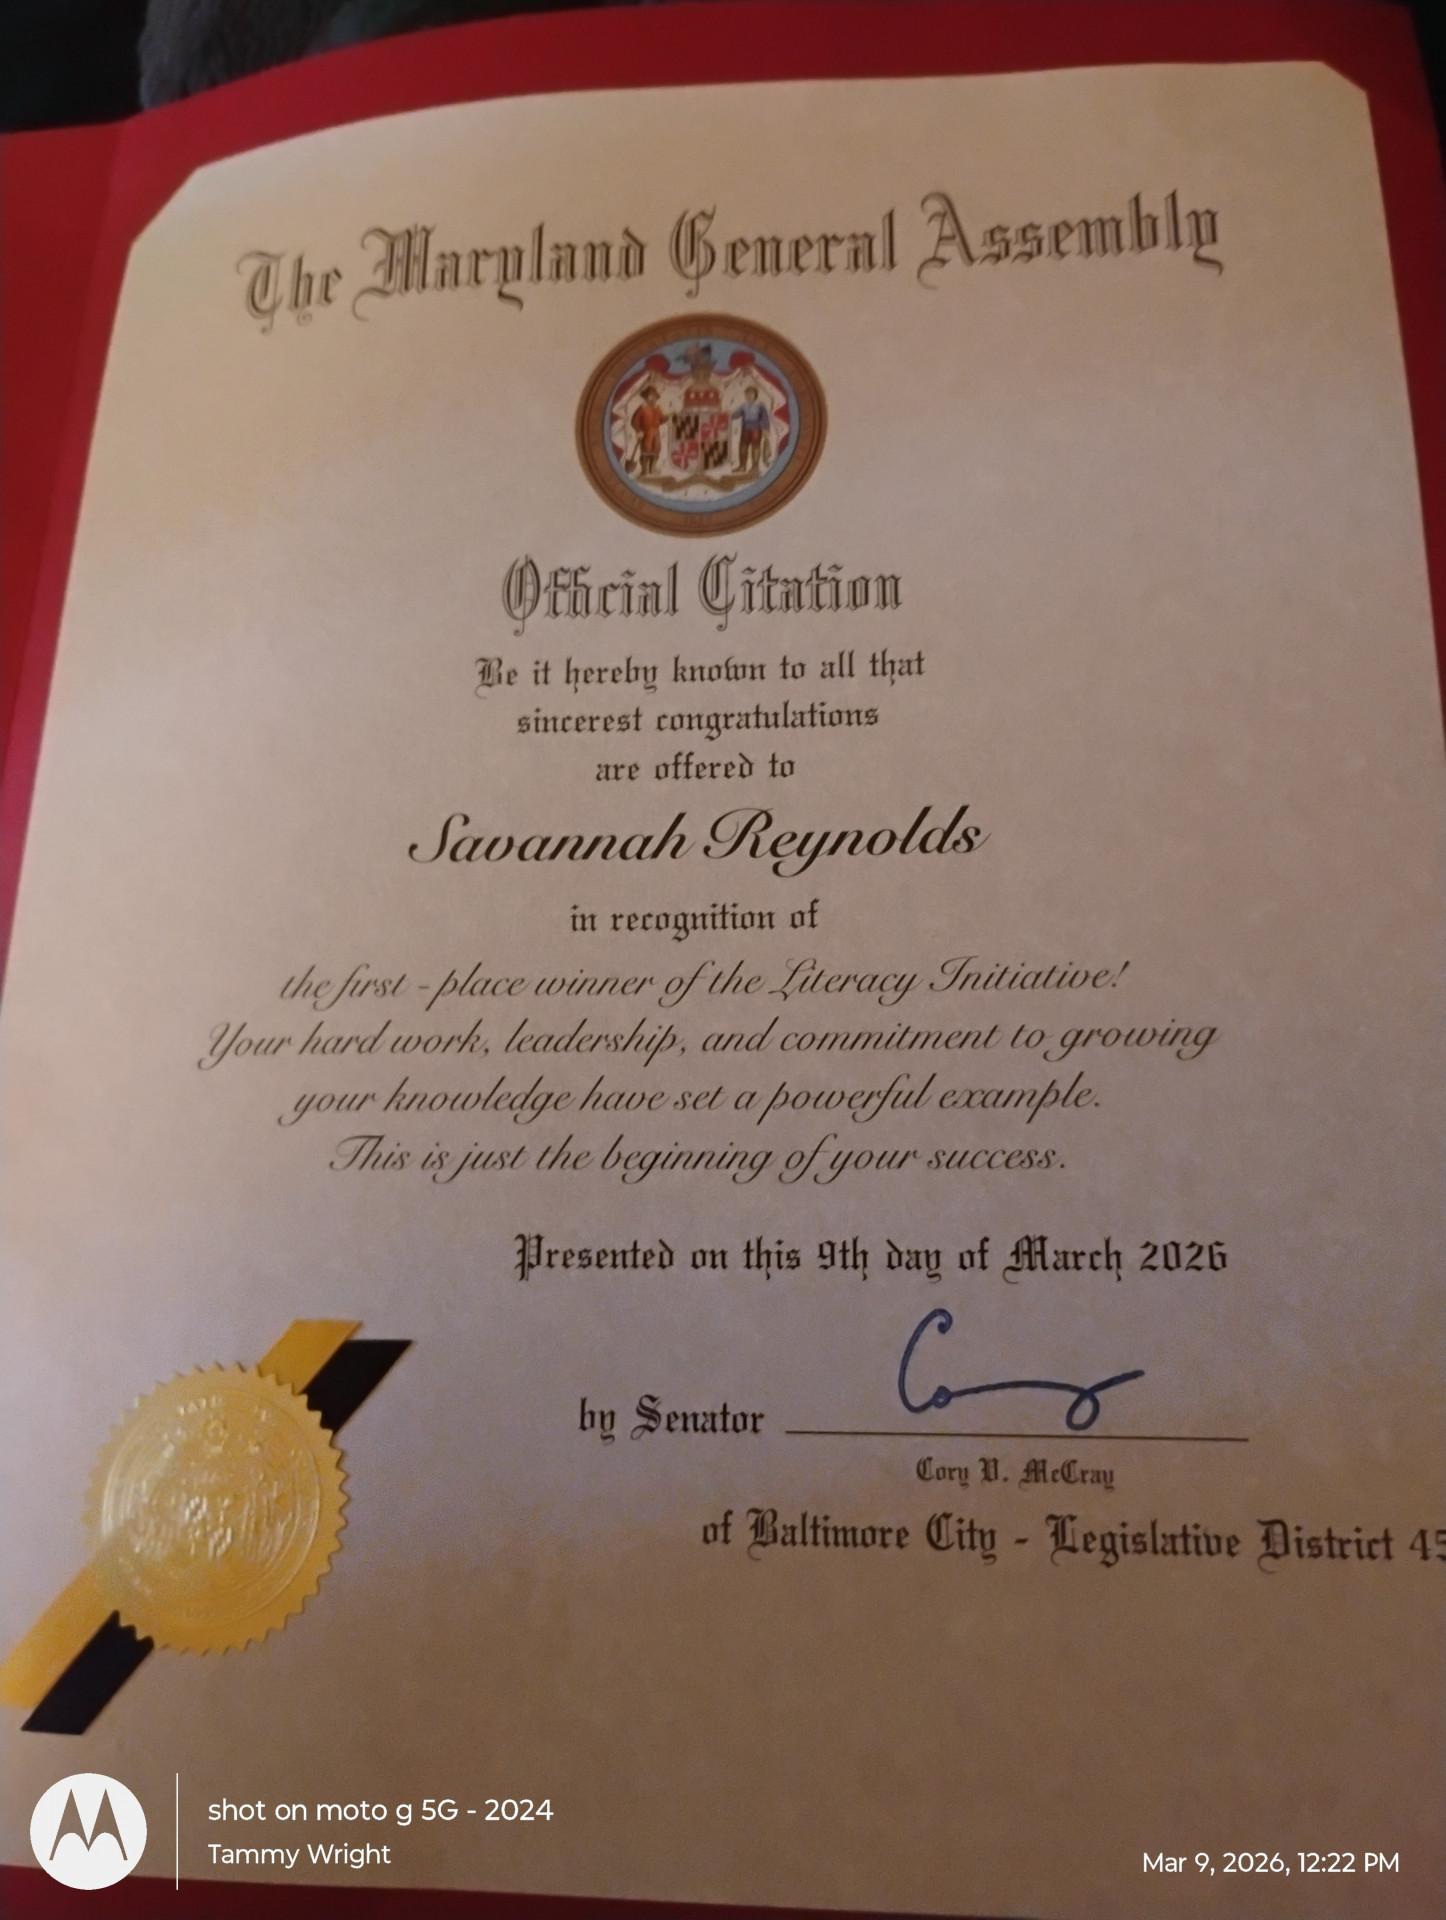 The Maryland General Assembly
Official Citation
Be it hereby known to all that
sincerest congratulations
are offered to
Savannah Reynolds
in recognition of
the first - place winner of the Literacy Initiative!
Your hard work, leadership, and commitment to growing
your knowledge have set a powerful example.
This is just the beginning of your success.
Presented on this 9th day of March 2026
by Senator
Cory V. McCray
of Baltimore City - Legislative District 45
shot on moto g 5G - 2024
Tammy Wright
Mar 9, 2026, 12:22 PM